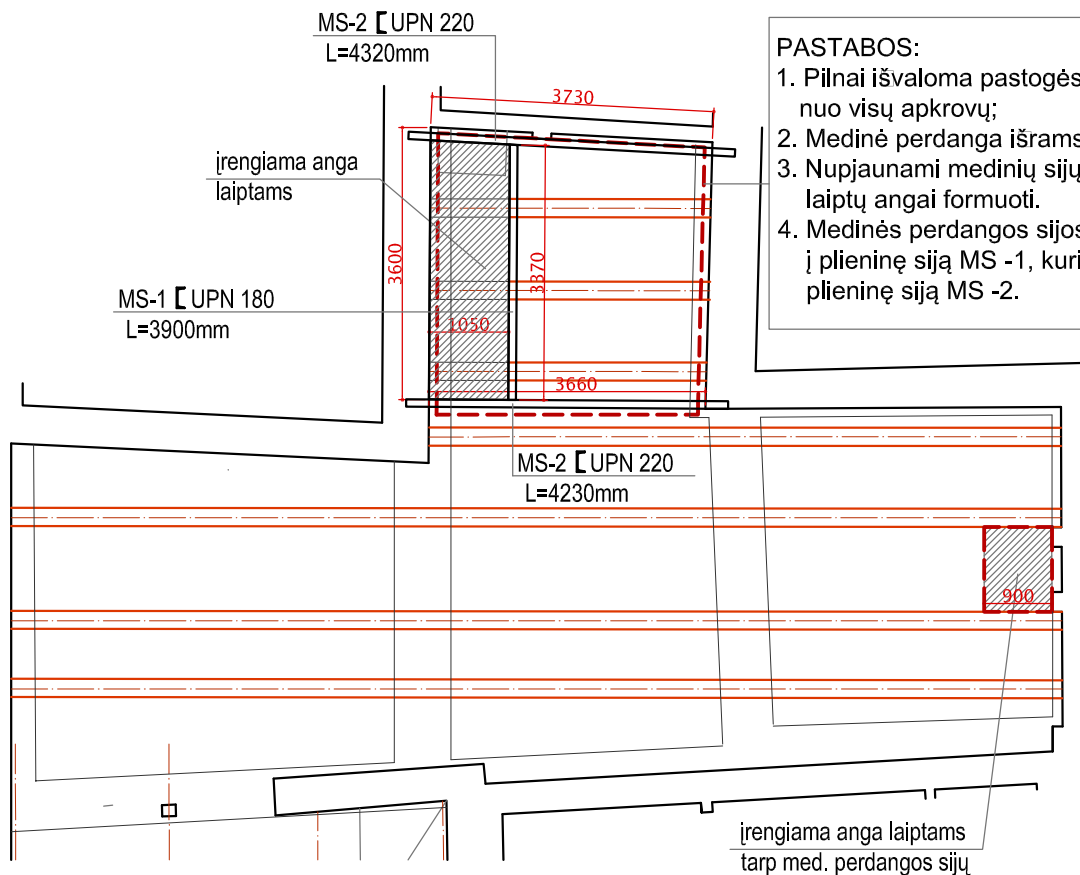 MS-2 [ UPN 220
L=4320mm
PASTABOS:
1. Pilnai išvaloma pastogės
nuo visų apkrovų;
2. Medinė perdanga išrams
3. Nupjaunami medinių sijų
laiptų angai formuoti.
4. Medinės perdangos sijos
į plieninę siją MS -1, kuri
plieninę siją MS -2.
3730
įrengiama anga
laiptams
3600
3370
MS-1 [ UPN 180
L=3900mm
1050
3660
MS-2 [ UPN 220
L=4230mm
900
įrengiama anga laiptams
tarp med. perdangos sijų